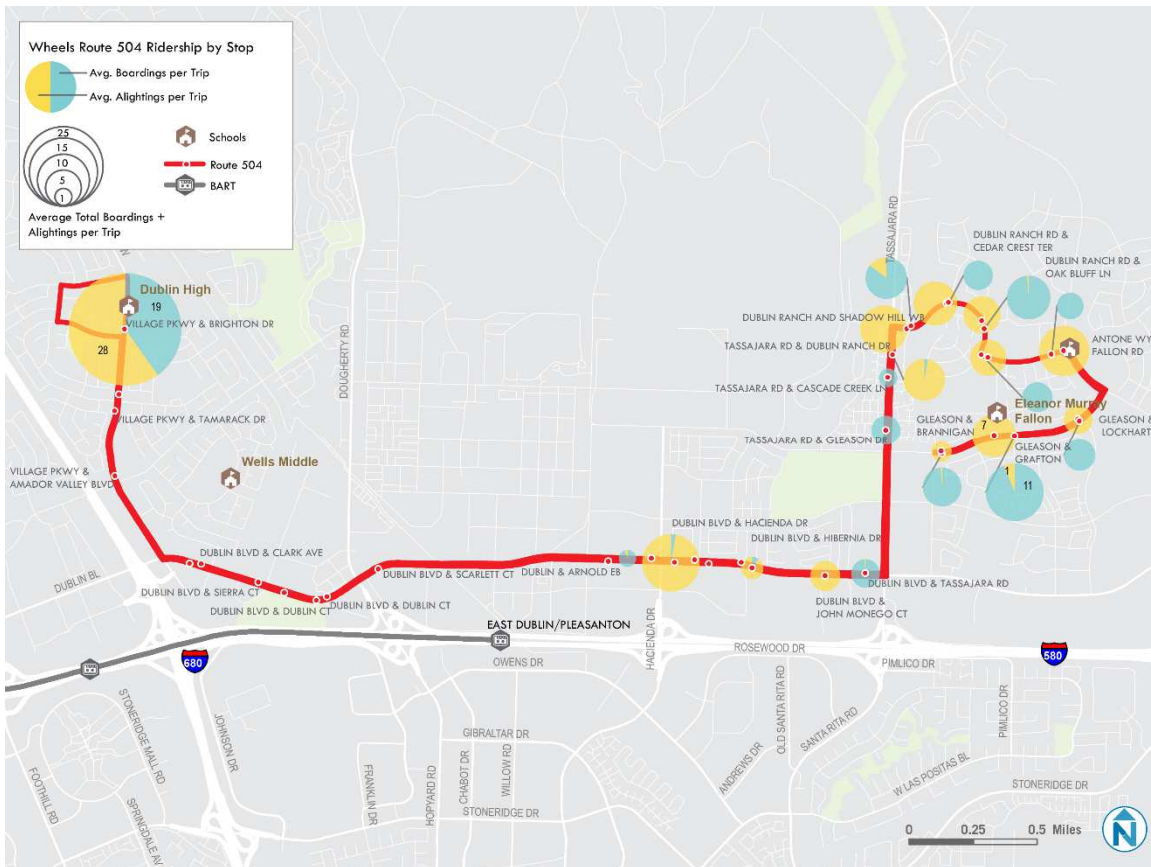 Wheels Route 504 Ridership by Stop
Avg. Boardings per Trip
Avg. Alightings per Trip
25
15
10
5
1
Schools
Route 504
BART
Average Total Boardings +
Alightings per Trip
W
Dublin High
19
VILLAGE PKWY & BRIGHTON DR
28
VILLAGE PKWY & TAMARACK DR
VILLAGE PKWY &
AMADOR VALLEY BLVD
Wells Middle
DOUGHERTY RD
TASSAJARA RD
DUBLIN RANCH RD &
CEDAR CREST TER
DUBLIN RANCH RD &
OAK BLUFF LN
DUBLIN RANCH AND SHADOW HILL WB
TASSAJARA RD & DUBLIN RANCH DR
ANTONE WY
FALLON RD
TASSAJARA RD & CASCADE CREEK LN
Eleanor Murray
Fallon
GLEASON &
BRANNIGAN
7
GLEASON &
LOCKHART
TASSAJARA RD & GLEASON DR
GLEASON &
GRAFTON
1
11
DUBLIN BL
DUBLIN BLVD & CLARK AVE
DUBLIN BLVD & SIERRA CT
DUBLIN BLVD & DUBLIN CT
DUBLIN BLVD & DUBLIN CT
DUBLIN BLVD & SCARLETT CT
DUBLIN & ARNOLD EB
DUBLIN BLVD & HACIENDA DR
DUBLIN BLVD & HIBERNIA DR
DUBLIN BLVD & TASSAJARA RD
DUBLIN BLVD &
JOHN MONEGO CT
EAST DUBLIN/PLEASANTON
680
580
HACIENDA DR
OWENS DR
ROSEWOOD DR
PIMLICO DR
PIMLICO DR
STONERIDGE MALL RD
JOHNSON DR
FOOTHILL RD
SPRINGDALE AV
FRANKLIN DR
HOPYARD RD
CHABOT DR
WILLOW RD
GIBRALTAR DR
STONERIDGE DR
ANDREWS DR
OLD SANTA RITA RD
SANTA RITA RD
W LAS POSITAS BL
STONERIDGE DR
0 0.25 0.5 Miles
N